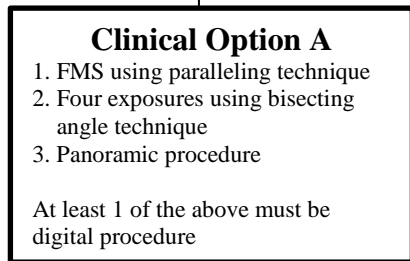 Clinical Option A
1. FMS using paralleling technique
2. Four exposures using bisecting
angle technique
3. Panoramic procedure
At least 1 of the above must be
digital procedure